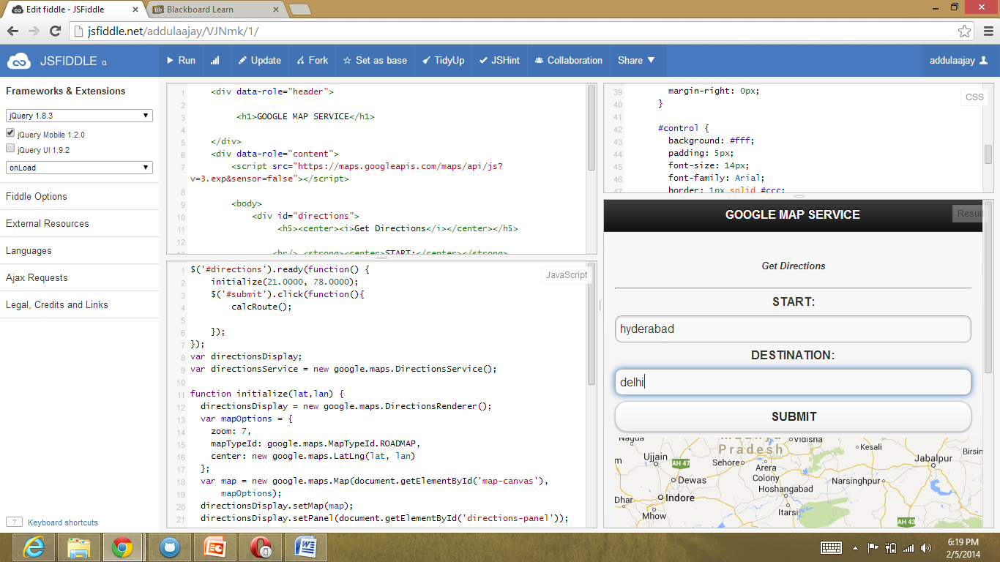 Edit fiddle - JSFiddle
Blackboard Learn
jsfiddle.net/addulaajay/VJNmk/1/
JSFIDDLE α
Run
Update
Fork
Set as base
TidyUp
JSHint
Collaboration
Share
addulaajay
Frameworks & Extensions
jQuery 1.8.3
jQuery Mobile 1.2.0
jQuery UI 1.9.2
onLoad
Fiddle Options
External Resources
Languages
Ajax Requests
Legal, Credits and Links
? Keyboard shortcuts
1 <div data-role="header">
2
3 <h1>GOOGLE MAP SERVICE</h1>
4
5 </div>
6 <div data-role="content">
7 <script src="https://maps.googleapis.com/maps/api/js?
v=3.exp&sensor=false"></script>
8
9 <body>
10 <div id="directions">
11 <h5><center><i>Get Directions</i></center></h5>
12
<hr/> <strong><center>START:</center></strong>
JavaScript
1 $('#directions').ready(function() {
2 initialize(21.0000, 78.0000);
3 $('#submit').click(function(){
4 calcRoute();
5
6 });
7 });
8 var directionsDisplay;
9 var directionsService = new google.maps.DirectionsService();
10
11 function initialize(lat,lan) {
12 directionsDisplay = new google.maps.DirectionsRenderer();
13 var mapOptions = {
14 zoom: 7,
15 mapTypeId: google.maps.MapTypeId.ROADMAP,
16 center: new google.maps.LatLng(lat, lan)
17 };
18 var map = new google.maps.Map(document.getElementById('map-canvas'),
19 mapOptions);
20 directionsDisplay.setMap(map);
21 directionsDisplay.setPanel(document.getElementById('directions-panel'));
CSS
39 margin-right: 0px;
40 }
41
42 #control {
43 background: #fff;
44 padding: 5px;
45 font-size: 14px;
46 font-family: Arial;
47 border: 1px solid #ccc;
GOOGLE MAP SERVICE
Result
Get Directions
START:
hyderabad
DESTINATION:
delhi
SUBMIT
Nagda
Madhya
Pradesh
Vidisha
Kesali
Birsin
Ujjain
AH 47
Sehore
Arera
Colony
Jabalpur
Dewas
Hoshangabad
Narsinghpur
Dhar
Indore
Itarsi
Mhow
AH 43
6:19 PM
2/5/2014